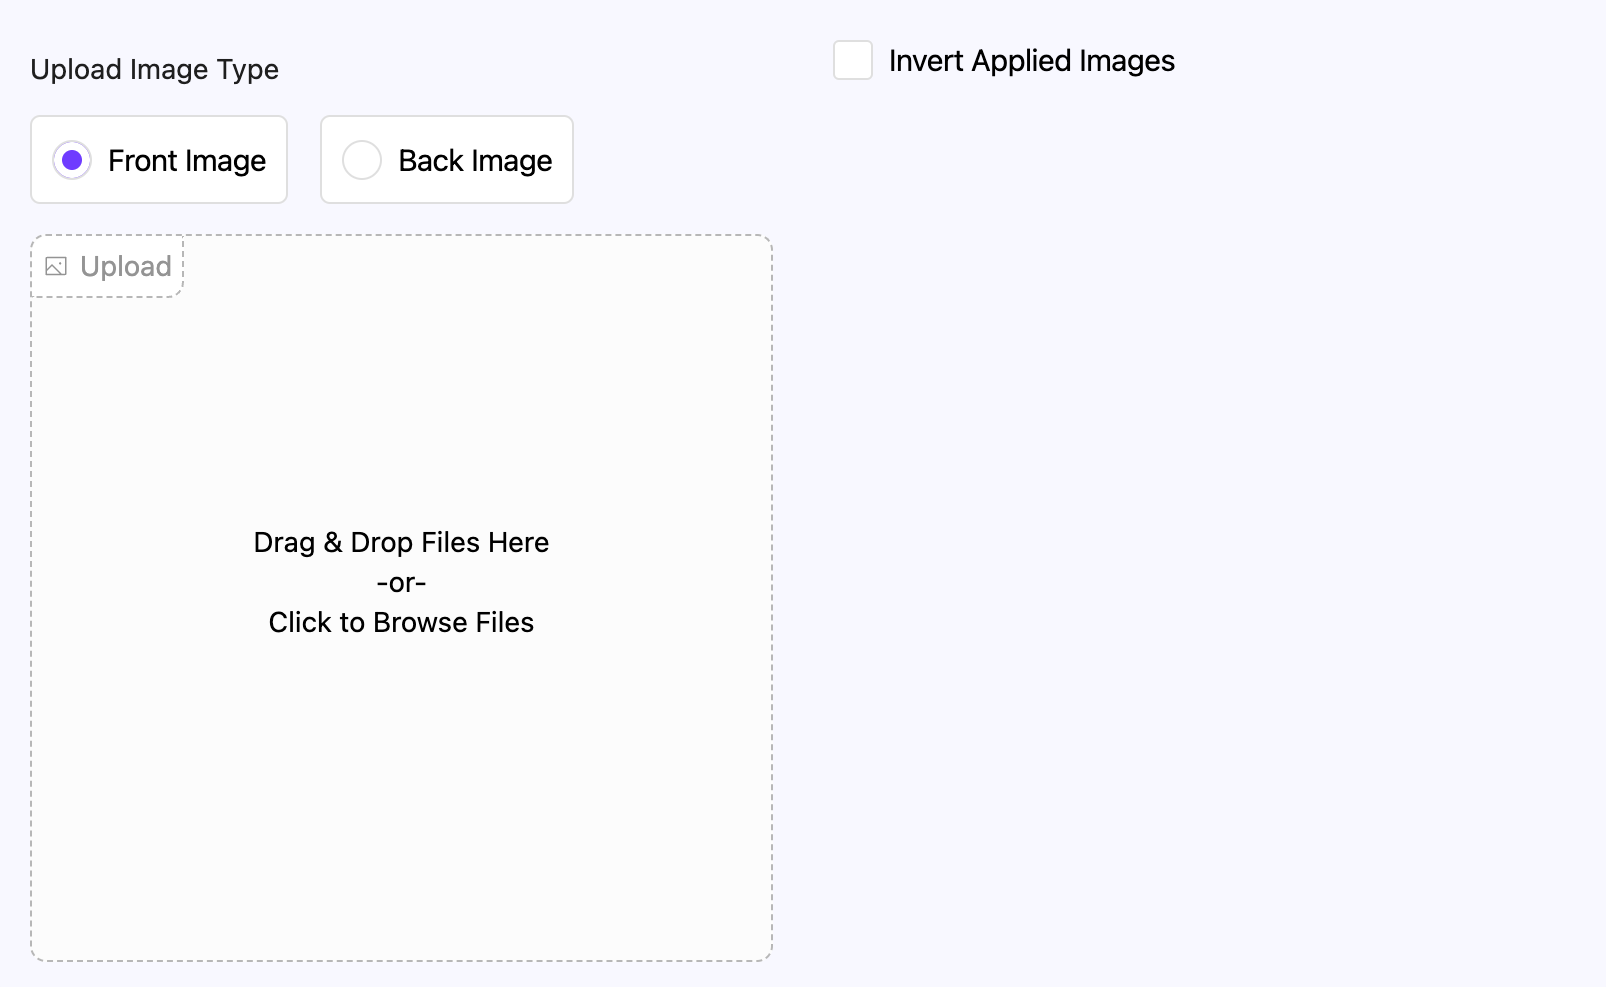 Upload Image Type
Front Image
Back Image
Upload
Drag & Drop Files Here
-or-
Click to Browse Files
Invert Applied Images